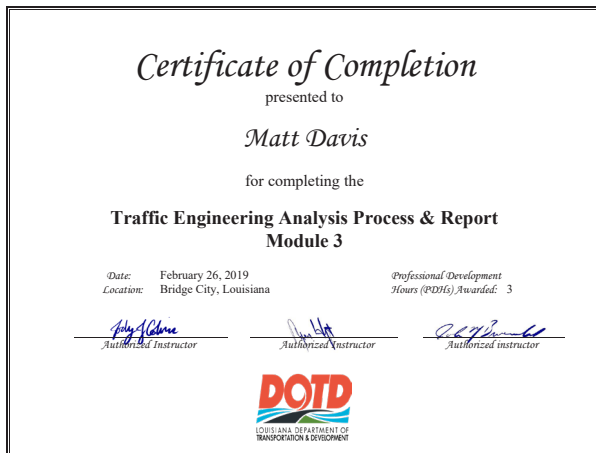 Certificate of Completion
presented to
Matt Davis
for completing the
Traffic Engineering Analysis Process & Report
Module 3
Date: February 26, 2019
Location: Bridge City, Louisiana
Professional Development
Hours (PDHs) Awarded: 3
Authorized Instructor
Authorized Instructor
Authorized instructor
DOTD
LOUISIANA DEPARTMENT OF
TRANSPORTATION & DEVELOPMENT